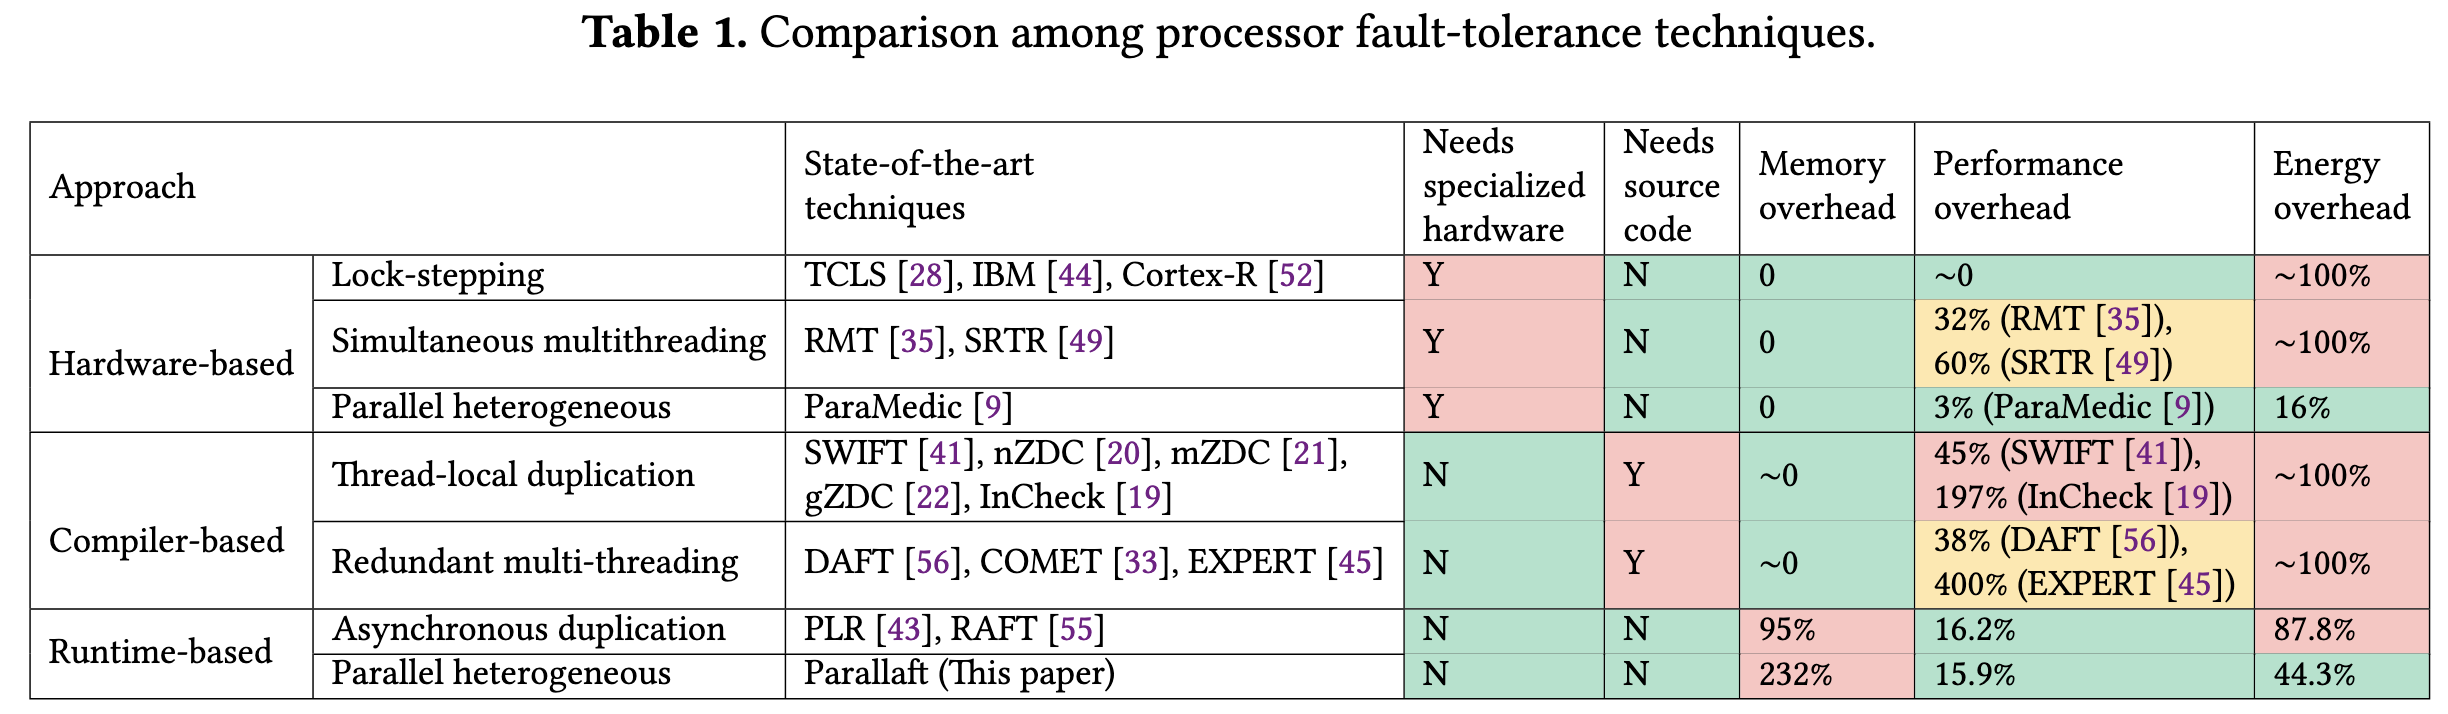 Table 1. Comparison among processor fault-tolerance techniques.
Approach
State-of-the-art
techniques
Needs
specialized
hardware
Needs
source
code
Memory
overhead
Performance
overhead
Energy
overhead
Hardware-based
Lock-stepping
TCLS [28], IBM [44], Cortex-R [52]
Y
N
0
~0
~100%
Simultaneous multithreading
RMT [35], SRTR [49]
Y
N
0
32% (RMT [35]),
60% (SRTR [49])
~100%
Parallel heterogeneous
ParaMedic [9]
Y
N
0
3% (ParaMedic [9])
16%
Compiler-based
Thread-local duplication
SWIFT [41], nZDC [20], mZDC [21],
gZDC [22], InCheck [19]
N
Y
~0
45% (SWIFT [41]),
197% (InCheck [19])
~100%
Redundant multi-threading
DAFT [56], COMET [33], EXPERT [45]
N
Y
~0
38% (DAFT [56]),
400% (EXPERT [45])
~100%
Runtime-based
Asynchronous duplication
PLR [43], RAFT [55]
N
N
95%
16.2%
87.8%
Parallel heterogeneous
Parallaft (This paper)
N
N
232%
15.9%
44.3%